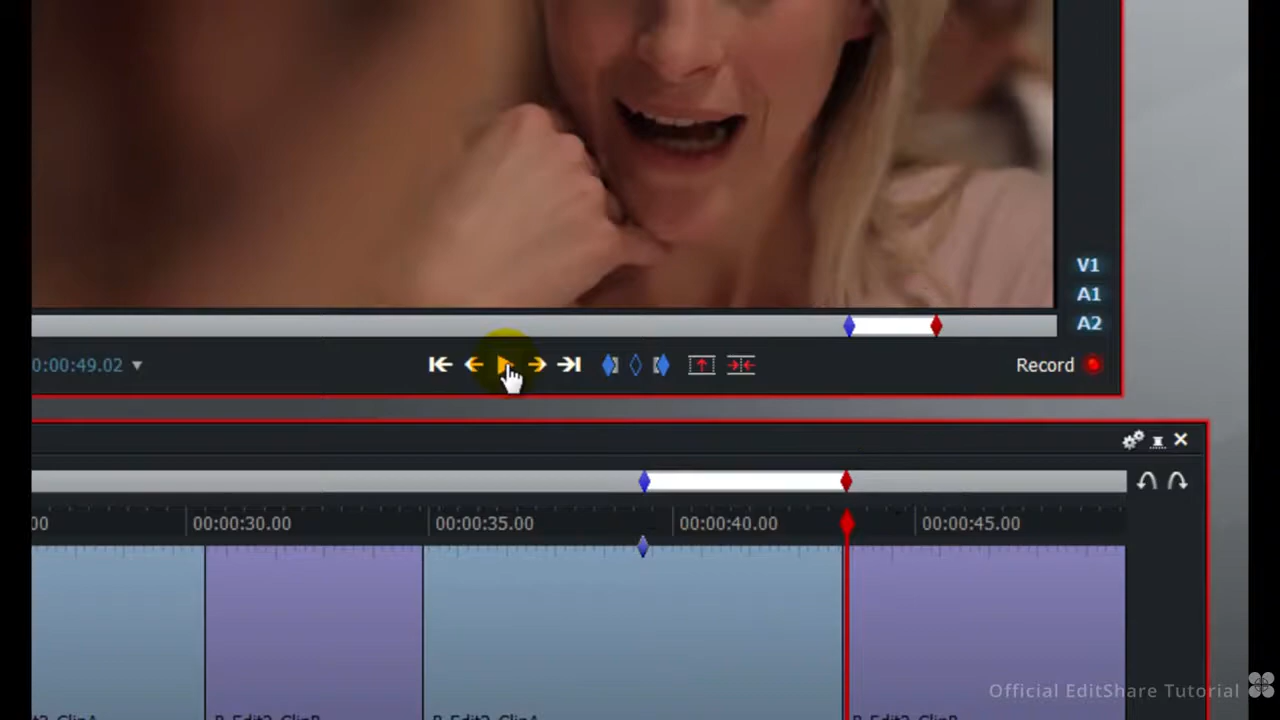 V1
A1
A2
0:00:49.02
Record
00
00:00:30.00
00:00:35.00
00:00:40.00
00:00:45.00
Official EditShare Tutorial